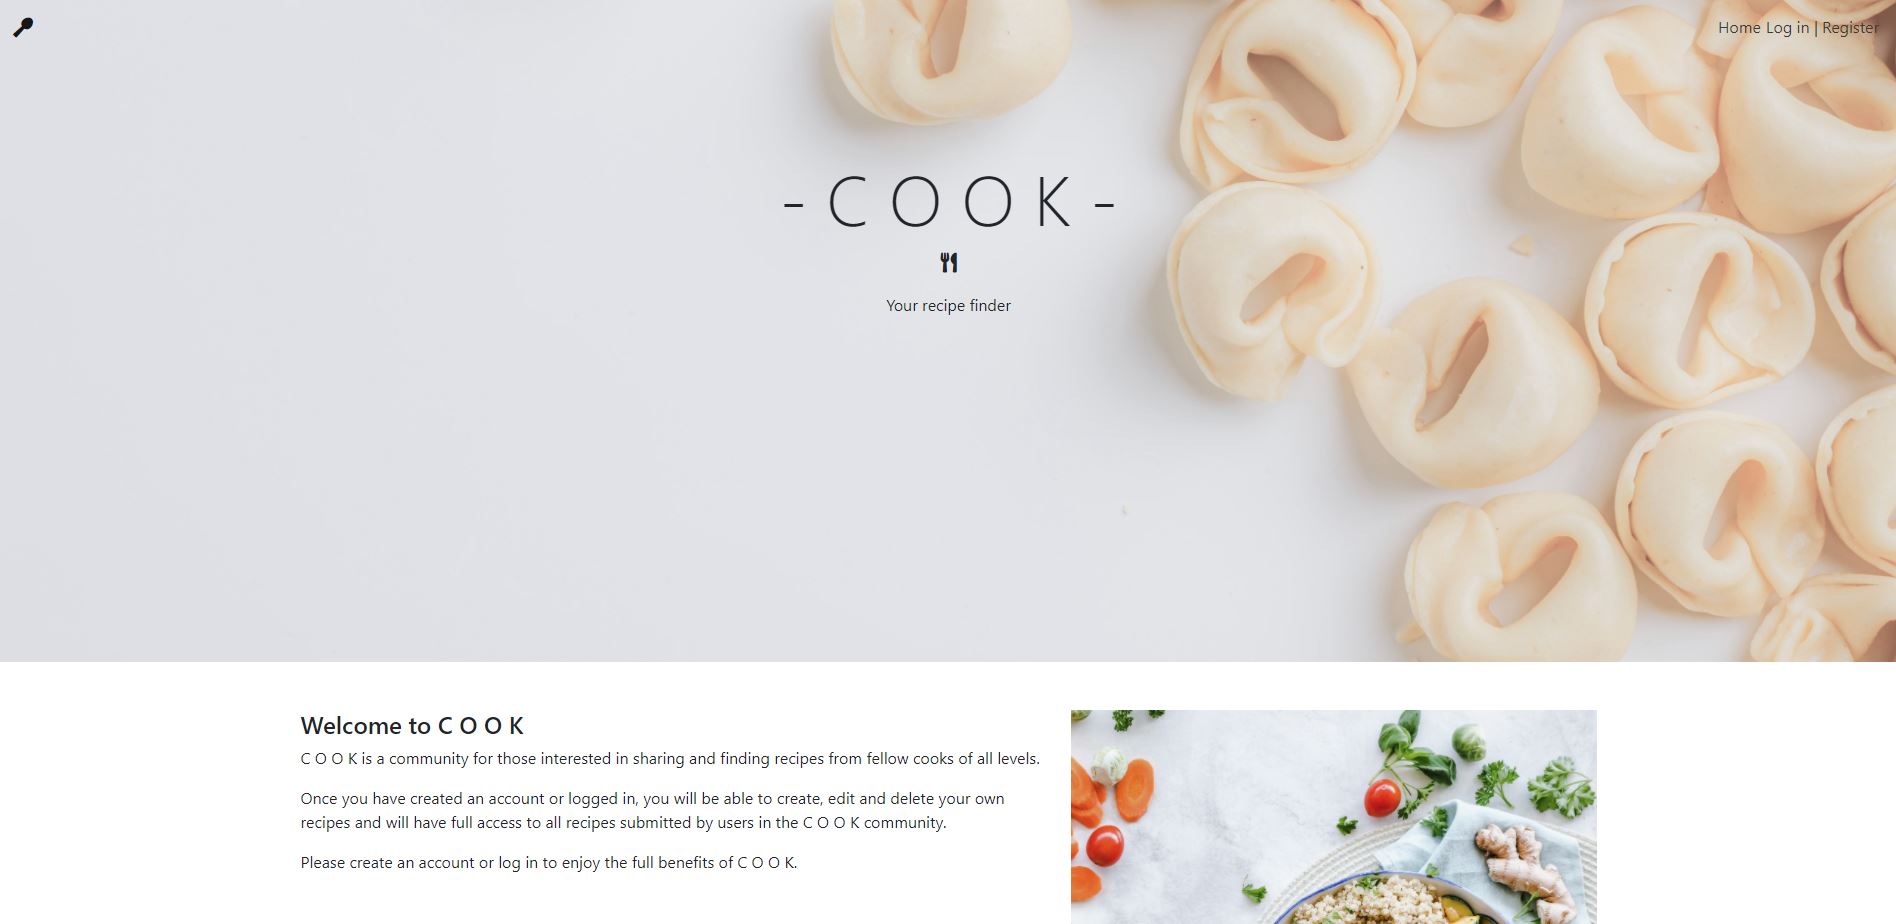 Home Log in | Register
- C O O K -
Your recipe finder
Welcome to C O O K
C O O K is a community for those interested in sharing and finding recipes from fellow cooks of all levels.
Once you have created an account or logged in, you will be able to create, edit and delete your own
recipes and will have full access to all recipes submitted by users in the C O O K community.
Please create an account or log in to enjoy the full benefits of C O O K.